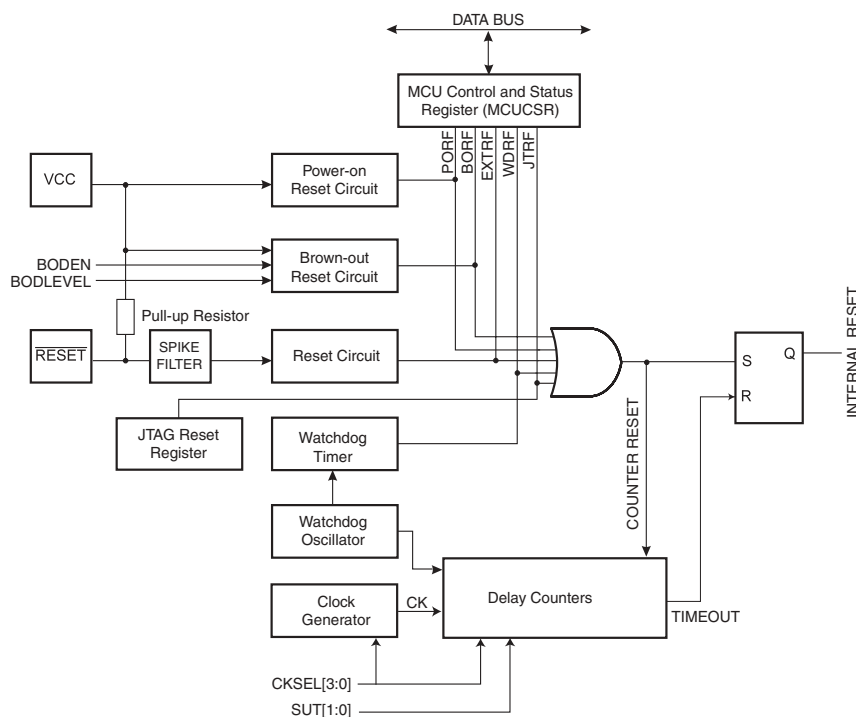 DATA BUS
MCU Control and Status
Register (MCUCSR)
PORF
BORF
EXTRF
WDRF
JTRF
VCC
Power-on
Reset Circuit
BODEN
BODLEVEL
Brown-out
Reset Circuit
Pull-up Resistor
RESET
SPIKE
FILTER
Reset Circuit
JTAG Reset
Register
Watchdog
Timer
Watchdog
Oscillator
Clock
Generator
CK
Delay Counters
COUNTER RESET
TIMEOUT
S
R
Q
INTERNAL RESET
CKSEL[3:0]
SUT[1:0]